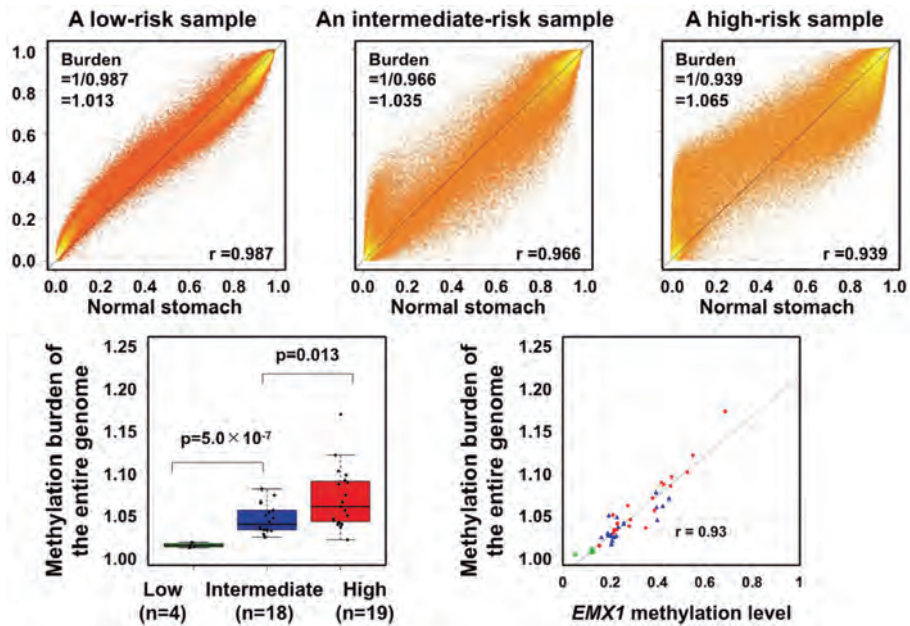 A low-risk sample
An intermediate-risk sample
A high-risk sample
1.0
0.8
0.6
0.4
0.2
0.0
Burden
=1/0.987
=1.013
r =0.987
0.0 0.2 0.4 0.6 0.8 1.0
Normal stomach
Burden
=1/0.966
=1.035
r =0.966
0.0 0.2 0.4 0.6 0.8 1.0
Normal stomach
Burden
=1/0.939
=1.065
r =0.939
0.0 0.2 0.4 0.6 0.8 1.0
Normal stomach
Methylation burden of
the entire genome
1.25
1.20
1.15
1.10
1.05
1.00
p=0.013
p=5.0×10⁻⁷
Low Intermediate High
(n=4) (n=18) (n=19)
Methylation burden of
the entire genome
1.25
1.20
1.15
1.10
1.05
1.00
r = 0.93
0 0.2 0.4 0.6 0.8 1
EMX1 methylation level